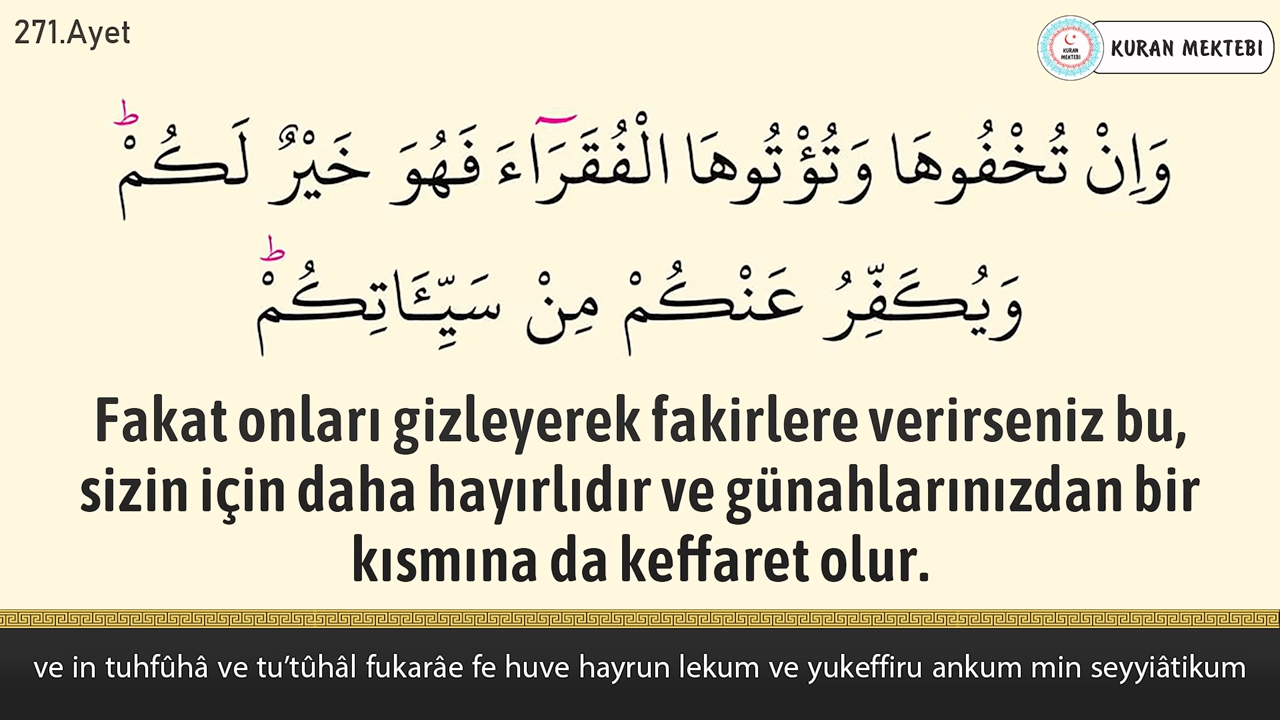 271.Ayet
KURAN MEKTEBI
KURAN
MEKTEBİ
وَاِنْ تُخْفُوهَا وَتُؤْتُوهَا الْفُقَرَٓاءَ فَهُوَ خَيْرٌ لَكُمْۜ
وَيُكَفِّرُ عَنْكُمْ مِنْ سَيِّـَٔاتِكُمْۜ
Fakat onları gizleyerek fakirlere verirseniz bu,
sizin için daha hayırlıdır ve günahlarınızdan bir
kısmına da keffaret olur.
ve in tuhfûhâ ve tu’tûhâl fukarâe fe huve hayrun lekum ve yukeffiru ankum min seyyiâtikum